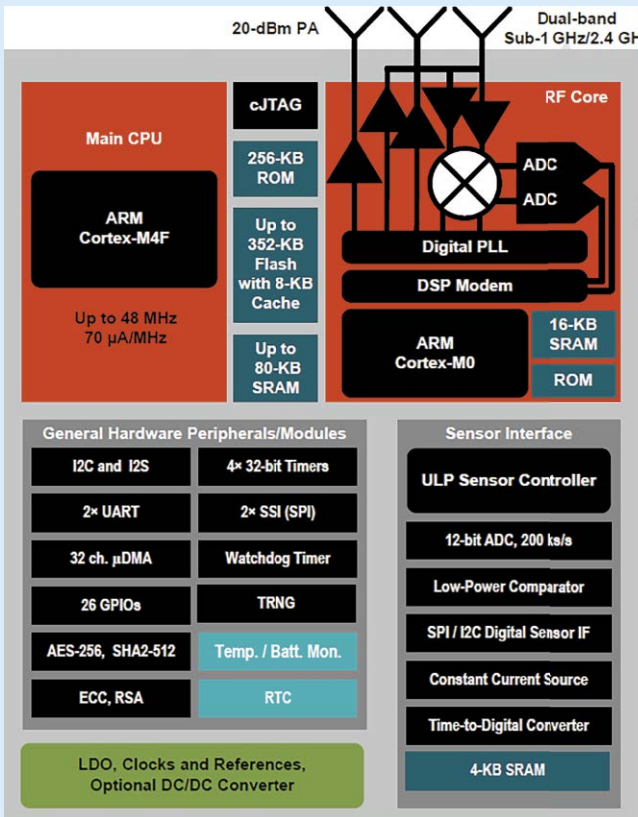 20-dBm PA
Dual-band
Sub-1 GHz/2.4 GH
Main CPU
ARM
Cortex-M4F
Up to 48 MHz
70 µA/MHz
cJTAG
256-KB
ROM
Up to
352-KB
Flash
with 8-KB
Cache
Up to
80-KB
SRAM
RF Core
ADC
ADC
Digital PLL
DSP Modem
ARM
Cortex-M0
16-KB
SRAM
ROM
General Hardware Peripherals/Modules
I2C and I2S
4× 32-bit Timers
2× UART
2× SSI (SPI)
32 ch. µDMA
Watchdog Timer
26 GPIOs
TRNG
AES-256, SHA2-512
Temp. / Batt. Mon.
ECC, RSA
RTC
LDO, Clocks and References,
Optional DC/DC Converter
Sensor Interface
ULP Sensor Controller
12-bit ADC, 200 ks/s
Low-Power Comparator
SPI / I2C Digital Sensor IF
Constant Current Source
Time-to-Digital Converter
4-KB SRAM